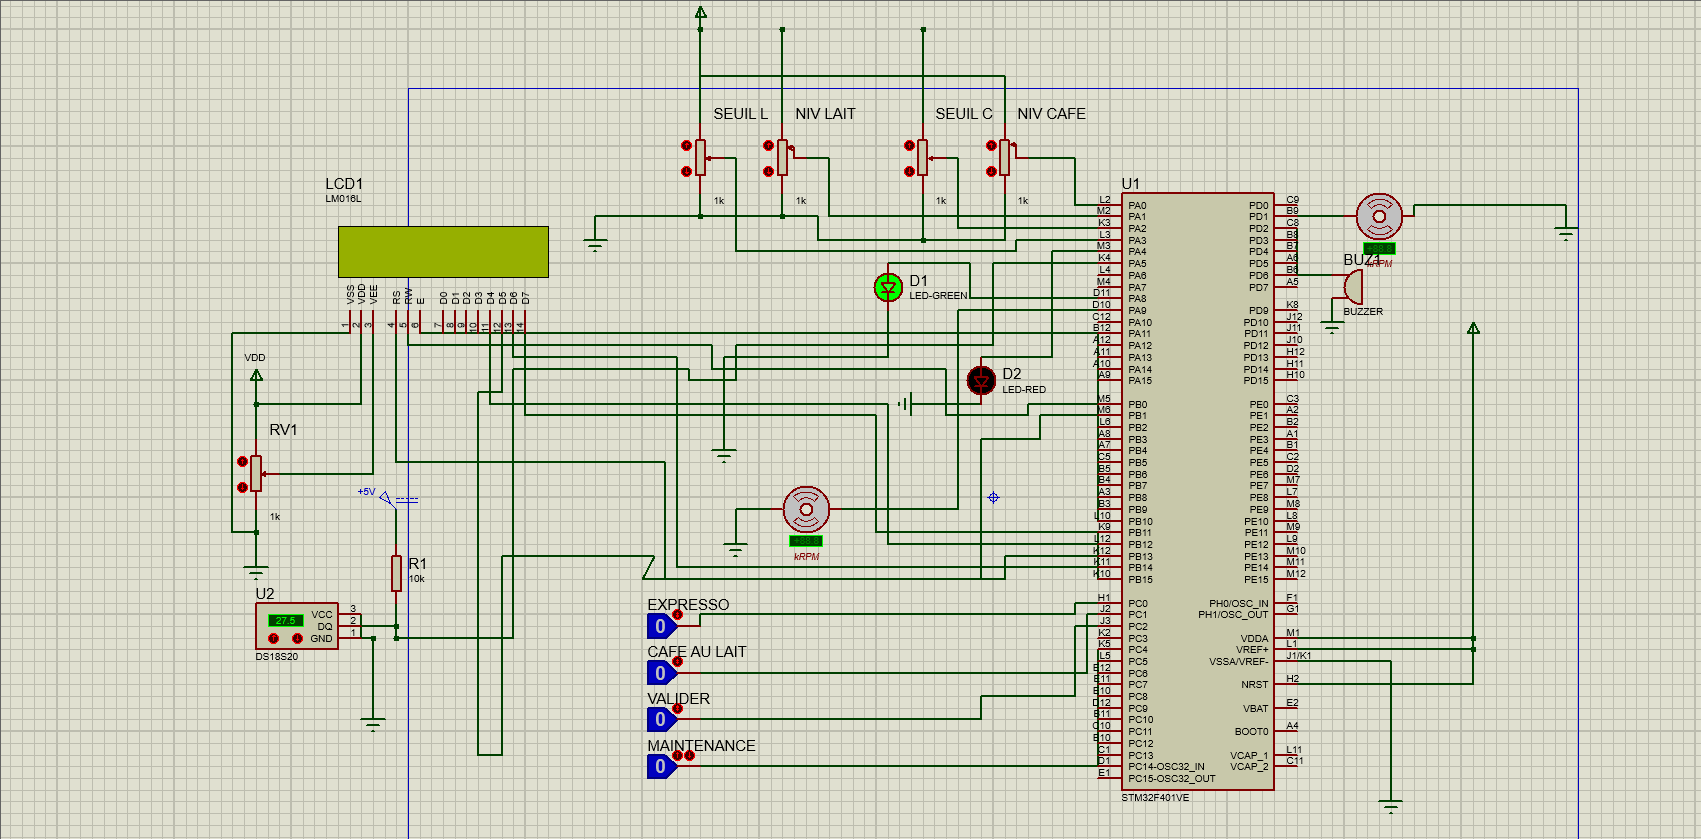 SEUIL L
NIV LAIT
SEUIL C
NIV CAFE
1k
1k
1k
1k
LCD1
LM016L
VSS
VDD
VEE
RS
RW
E
D0
D1
D2
D3
D4
D5
D6
D7
1
2
3
4
5
6
7
8
9
10
11
12
13
14
VDD
RV1
1k
+5V
R1
10k
U2
27.5
VCC
DQ
GND
3
2
1
DS18S20
D1
LED-GREEN
D2
LED-RED
kRPM
EXPRESSO
0
CAFE AU LAIT
0
VALIDER
0
MAINTENANCE
0
U1
L2 PA0
M2 PA1
K3 PA2
L3 PA3
M3 PA4
K4 PA5
L4 PA6
M4 PA7
D11 PA8
D10 PA9
C12 PA10
B12 PA11
A12 PA12
A11 PA13
A10 PA14
A9 PA15
M5 PB0
M6 PB1
L6 PB2
A8 PB3
A7 PB4
C5 PB5
B5 PB6
B4 PB7
A3 PB8
B3 PB9
L10 PB10
K9 PB11
L12 PB12
K12 PB13
K11 PB14
K10 PB15
H1 PC0
J2 PC1
J3 PC2
K2 PC3
K5 PC4
L5 PC5
E12 PC6
E11 PC7
E10 PC8
D12 PC9
B11 PC10
C10 PC11
B10 PC12
C1 PC13
D1 PC14-OSC32_IN
E1 PC15-OSC32_OUT
PD0 C9
PD1 B9
PD2 C8
PD3 B8
PD4 B7
PD5 A6
PD6 B6
PD7 A5
PD9 K8
PD10 J12
PD11 J11
PD12 J10
PD13 H12
PD14 H11
PD15 H10
PE0 C3
PE1 A2
PE2 B2
PE3 A1
PE4 B1
PE5 C2
PE6 D2
PE7 M7
PE8 L7
PE9 M8
PE10 L8
PE11 M9
PE12 L9
PE13 M10
PE14 M11
PE15 M12
PH0/OSC_IN F1
PH1/OSC_OUT G1
VDDA M1
VREF+ L1
VSSA/VREF- J1/K1
NRST H2
VBAT E2
BOOT0 A4
VCAP_1 L11
VCAP_2 C11
STM32F401VE
kRPM
BUZ1
BUZZER